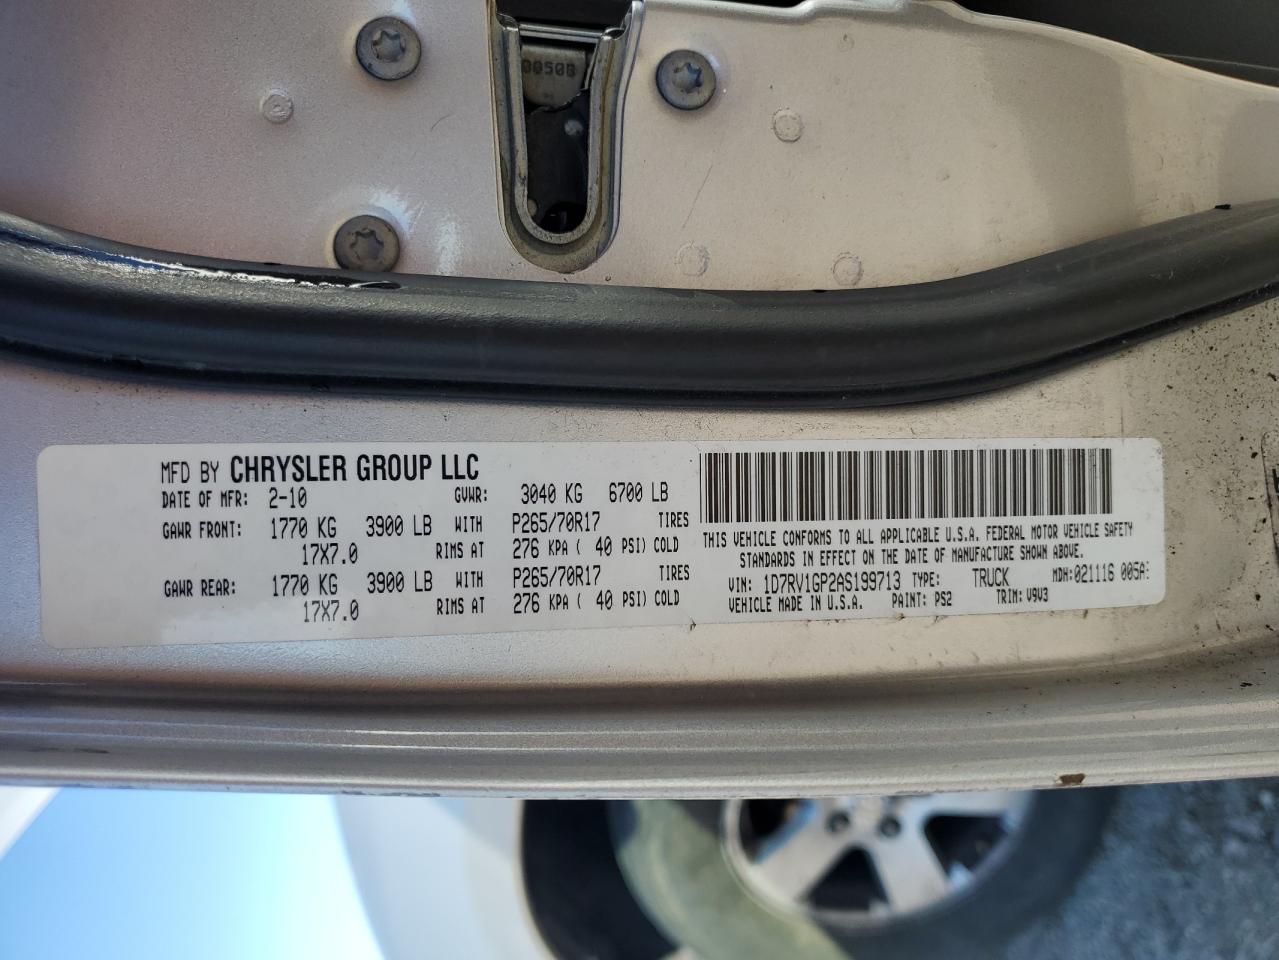 0050B
MFD BY CHRYSLER GROUP LLC
DATE OF MFR: 2-10 GVWR: 3040 KG 6700 LB
GAWR FRONT: 1770 KG 3900 LB WITH P265/70R17 TIRES
17X7.0 RIMS AT 276 KPA ( 40 PSI) COLD
GAWR REAR: 1770 KG 3900 LB WITH P265/70R17 TIRES
17X7.0 RIMS AT 276 KPA ( 40 PSI) COLD
THIS VEHICLE CONFORMS TO ALL APPLICABLE U.S.A. FEDERAL MOTOR VEHICLE SAFETY
STANDARDS IN EFFECT ON THE DATE OF MANUFACTURE SHOWN ABOVE.
VIN: 1D7RV1GP2AS199713 TYPE: TRUCK MDH:021116 005A
VEHICLE MADE IN U.S.A. PAINT: PS2 TRIM: V9V3